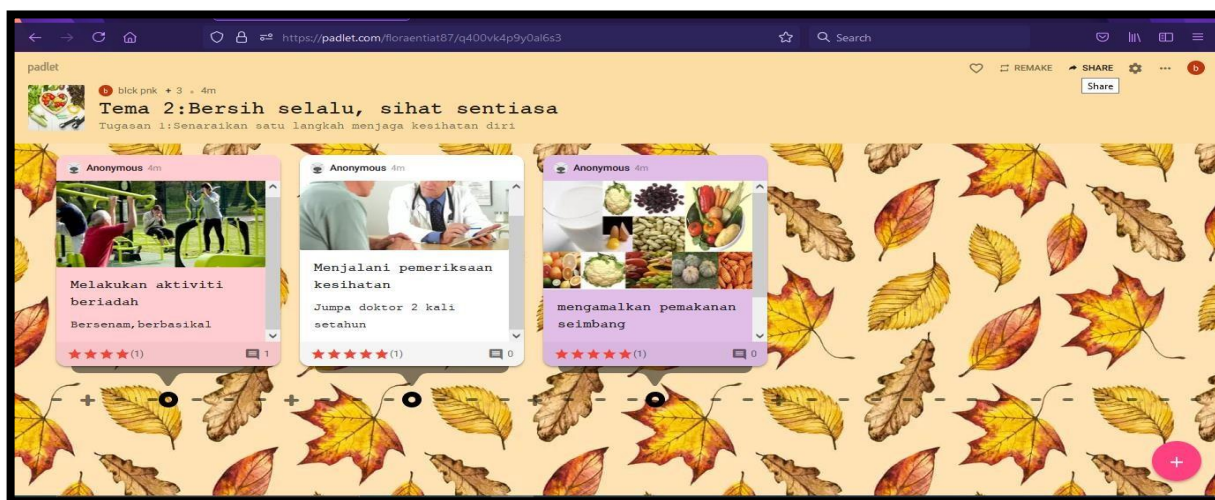 https://padlet.com/floraentiat87/q400vk4p9y0al6s3
Search
padlet
REMAKE
SHARE
b
Share
b blck pnk + 3 . 4m
Tema 2:Bersih selalu, sihat sentiasa
Tugasan 1:Senaraikan satu langkah menjaga kesihatan diri
Anonymous 4m
Melakukan aktiviti
beriadah
Bersenam,berbasikal
(1)
1
Anonymous 4m
Menjalani pemeriksaan
kesihatan
Jumpa doktor 2 kali
setahun
(1)
0
Anonymous 4m
mengamalkan pemakanan
seimbang
(1)
0